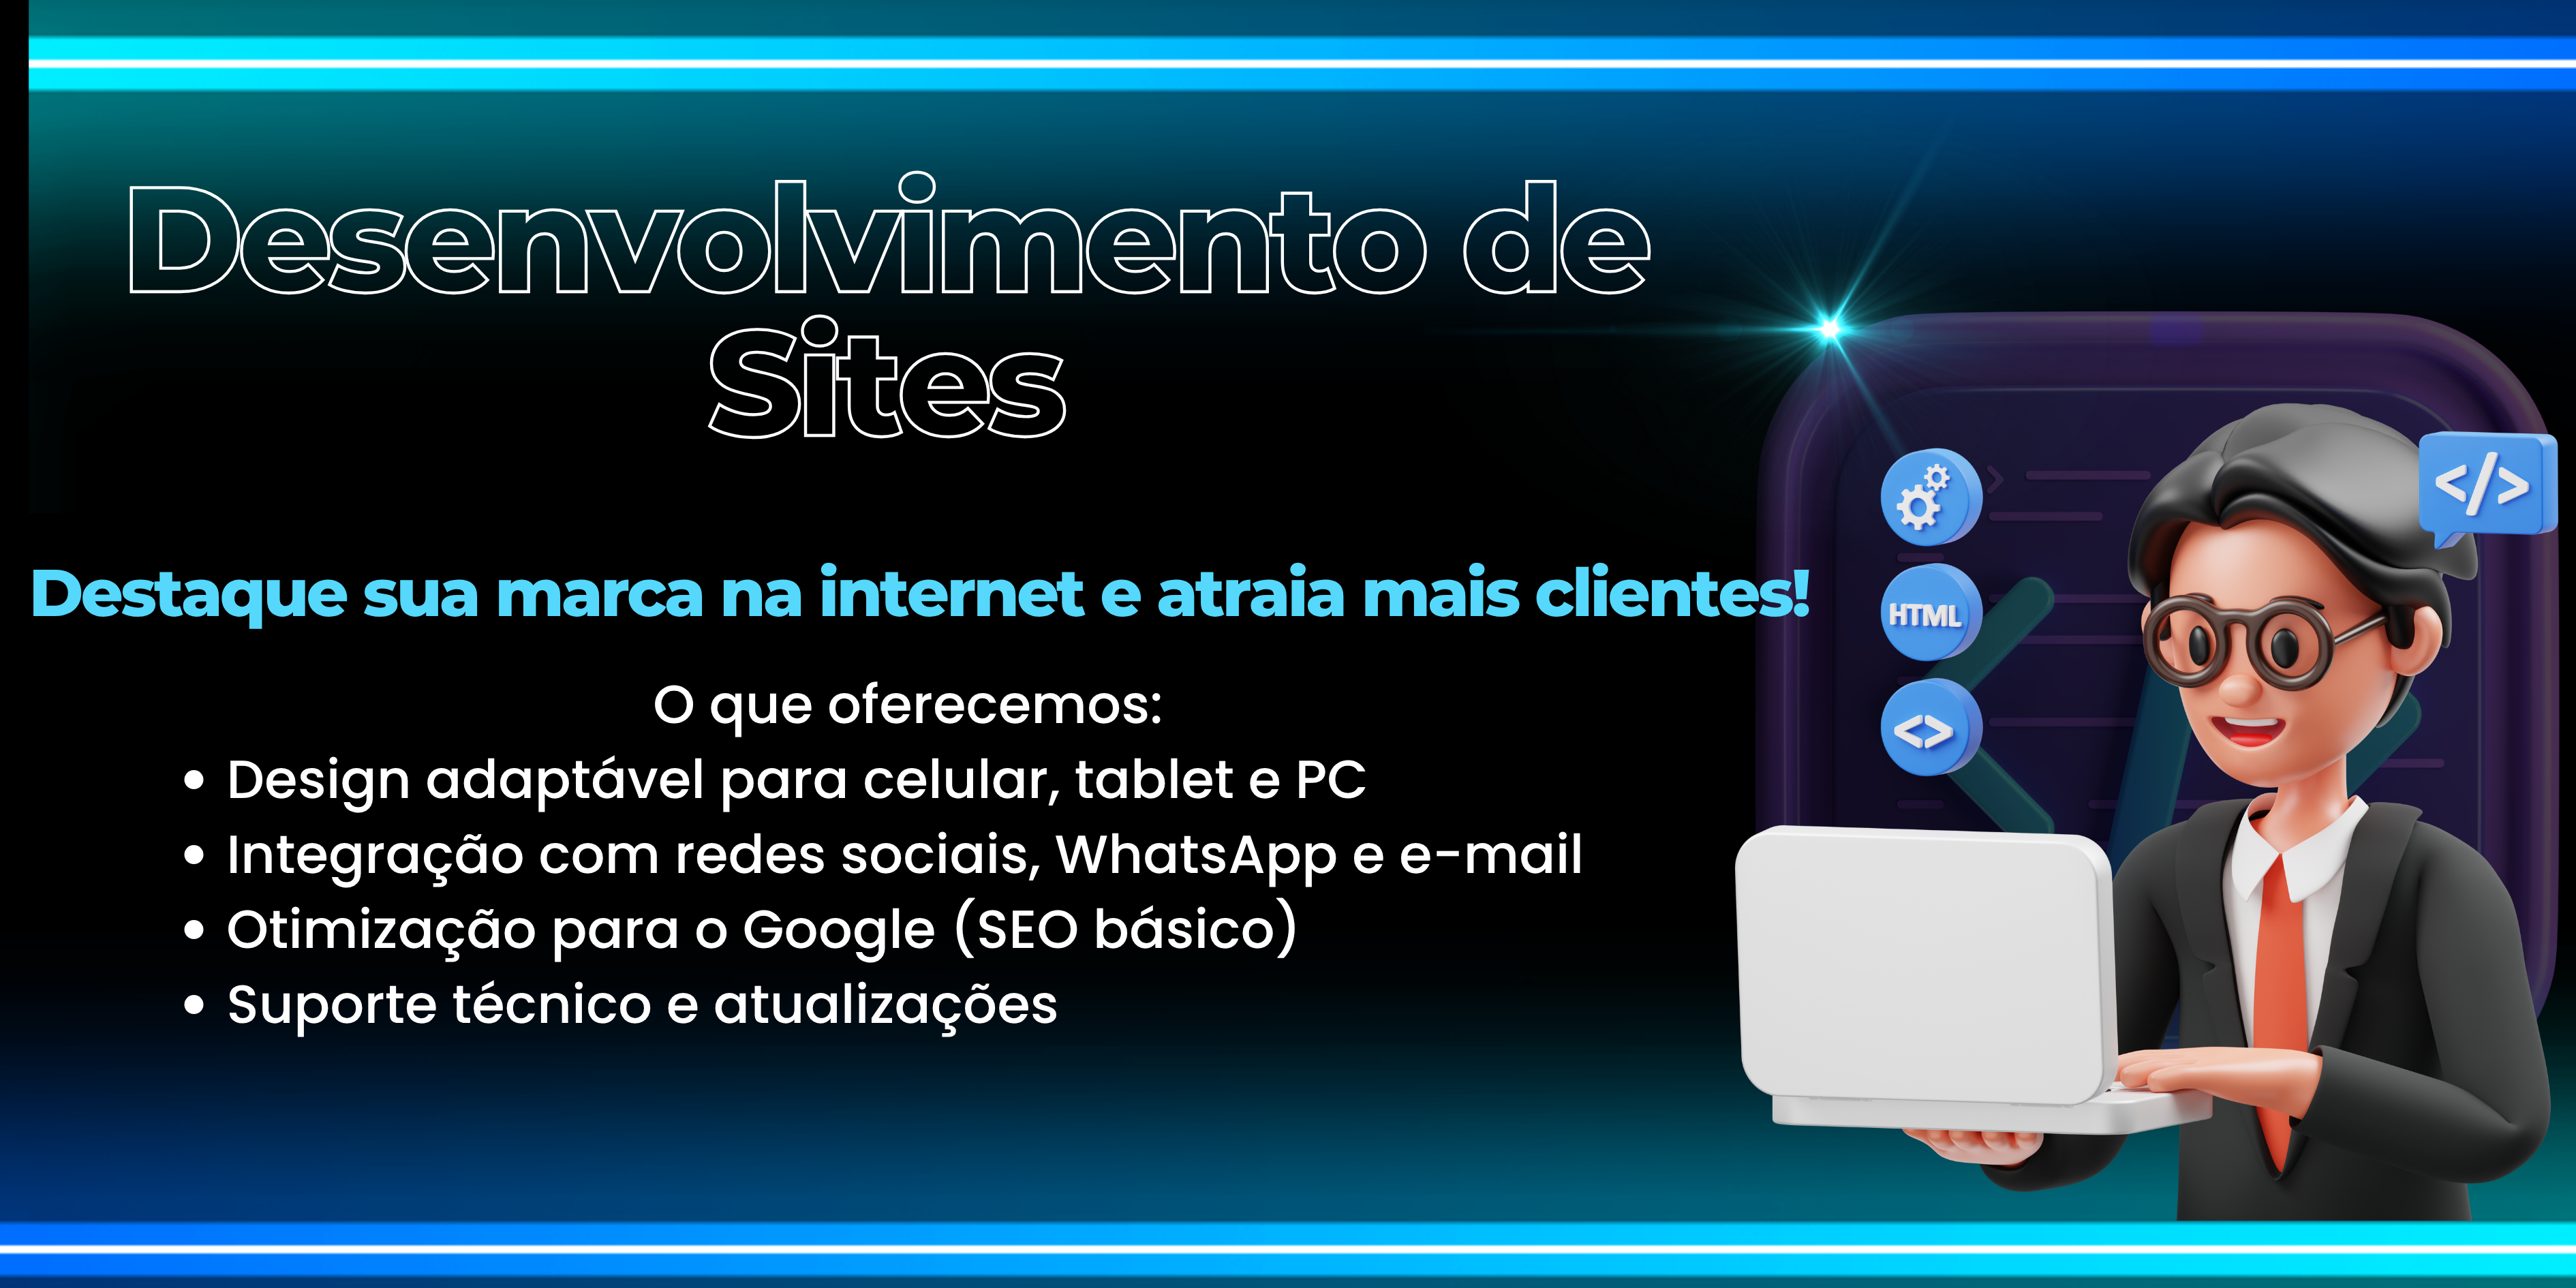 Desenvolvimento de
Sites
Destaque sua marca na internet e atraia mais clientes!
O que oferecemos:
• Design adaptável para celular, tablet e PC
• Integração com redes sociais, WhatsApp e e-mail
• Otimização para o Google (SEO básico)
• Suporte técnico e atualizações
</>
HTML
<>